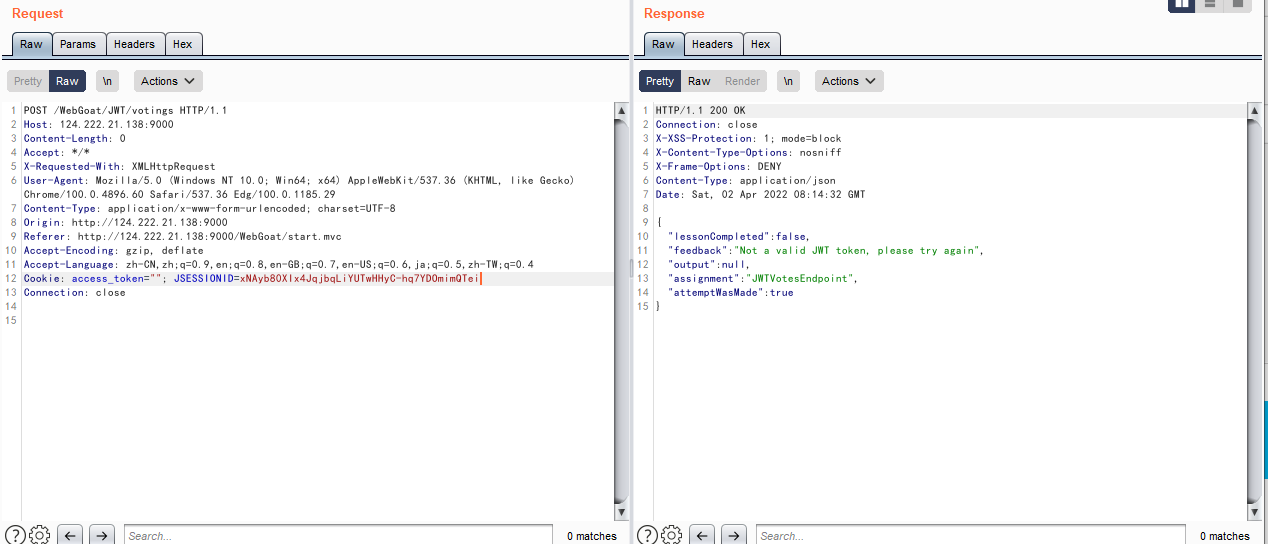 Request
Raw Params Headers Hex
Pretty Raw \n Actions
1 POST /WebGoat/JWT/votings HTTP/1.1
2 Host: 124.222.21.138:9000
3 Content-Length: 0
4 Accept: */*
5 X-Requested-With: XMLHttpRequest
6 User-Agent: Mozilla/5.0 (Windows NT 10.0; Win64; x64) AppleWebKit/537.36 (KHTML, like Gecko)
Chrome/100.0.4896.60 Safari/537.36 Edg/100.0.1185.29
7 Content-Type: application/x-www-form-urlencoded; charset=UTF-8
8 Origin: http://124.222.21.138:9000
9 Referer: http://124.222.21.138:9000/WebGoat/start.mvc
10 Accept-Encoding: gzip, deflate
11 Accept-Language: zh-CN,zh;q=0.9,en;q=0.8,en-GB;q=0.7,en-US;q=0.6,ja;q=0.5,zh-TW;q=0.4
12 Cookie: access_token=""; JSESSIONID=xNAyb8OXIx4JqjbqLiYUTwHHyC-hq7YDOmimQTei
13 Connection: close
14
15
Search... 0 matches
Response
Raw Headers Hex
Pretty Raw Render \n Actions
1 HTTP/1.1 200 OK
2 Connection: close
3 X-XSS-Protection: 1; mode=block
4 X-Content-Type-Options: nosniff
5 X-Frame-Options: DENY
6 Content-Type: application/json
7 Date: Sat, 02 Apr 2022 08:14:32 GMT
8
9 {
10 "lessonCompleted":false,
11 "feedback":"Not a valid JWT token, please try again",
12 "output":null,
13 "assignment":"JWTVotesEndpoint",
14 "attemptWasMade":true
15 }
Search... 0 matches